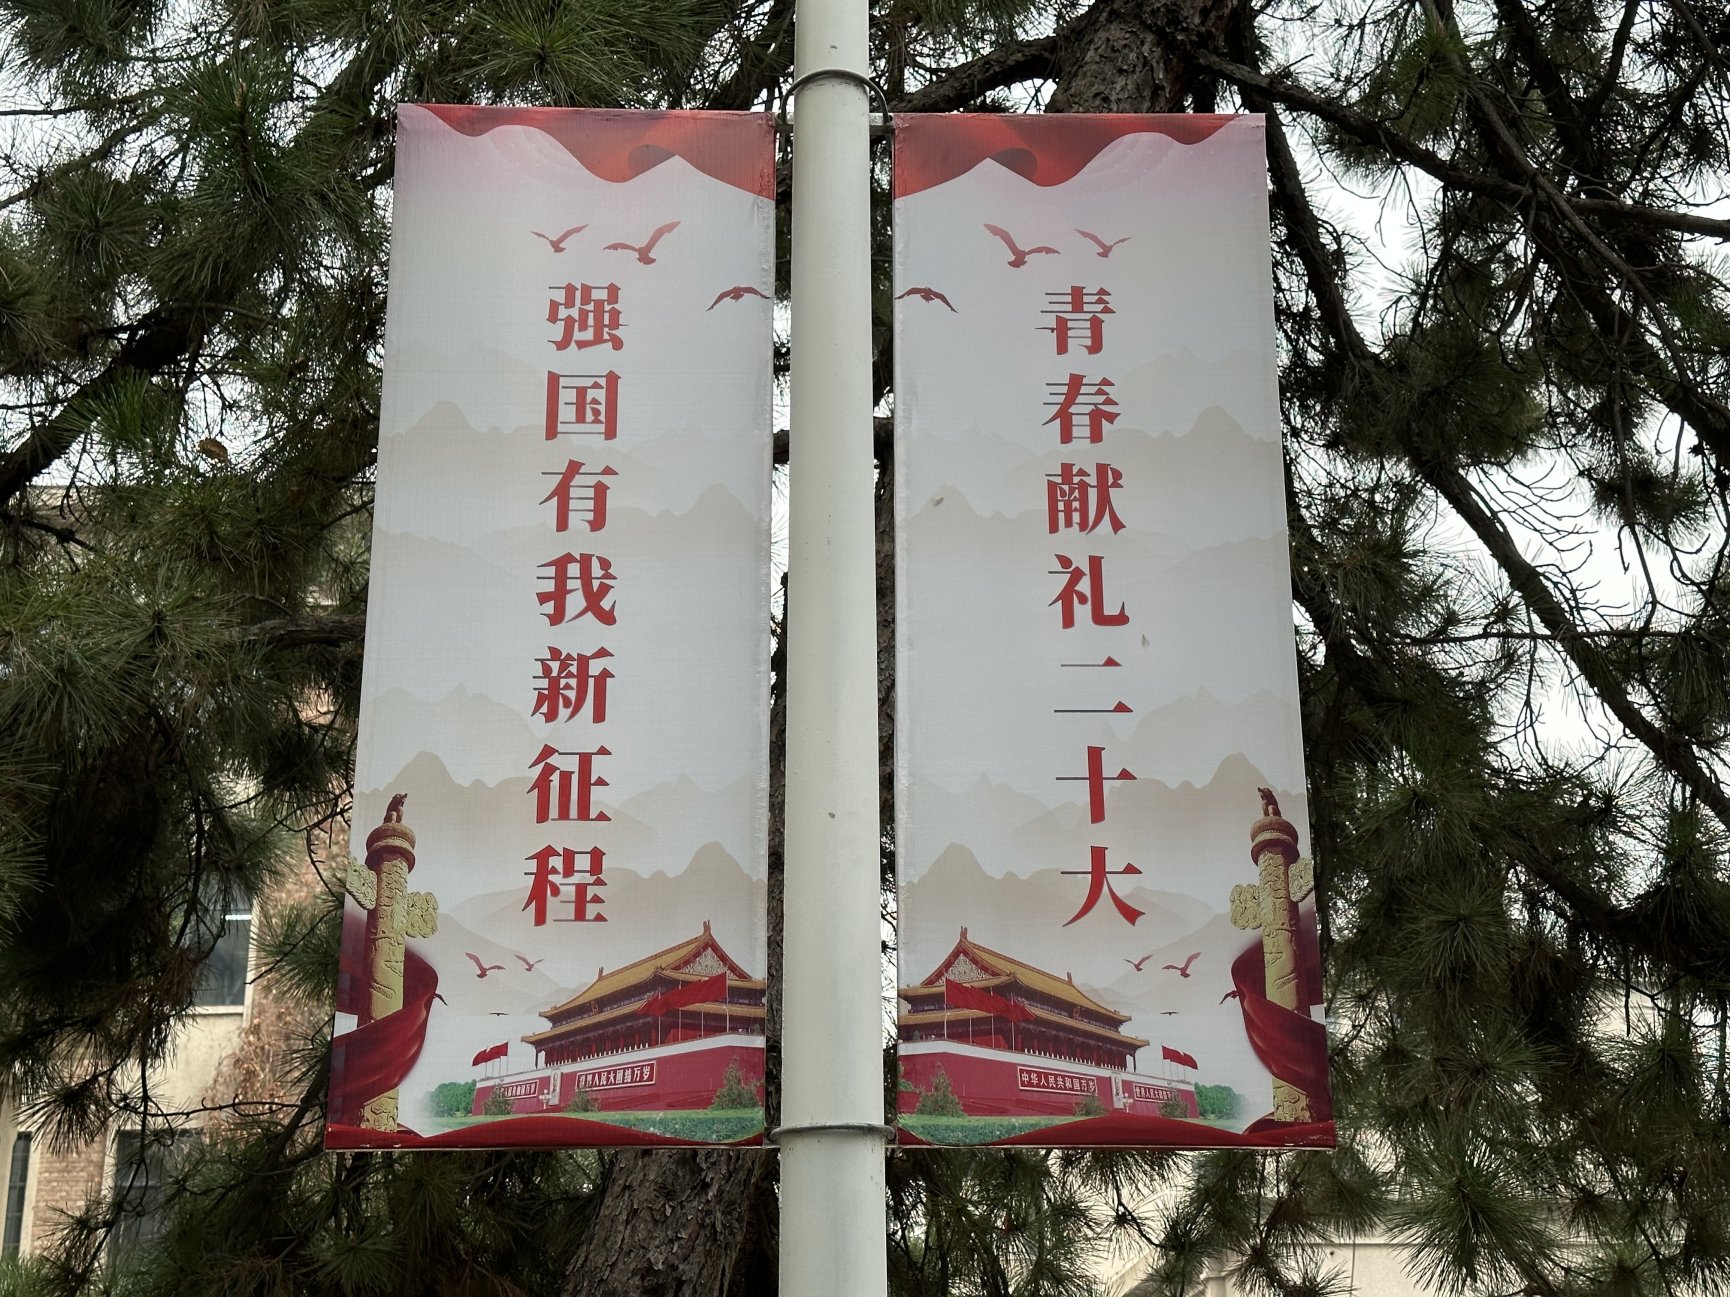 青春献礼二十大
强国有我新征程
世界人民大团结万岁
中华人民共和国万岁